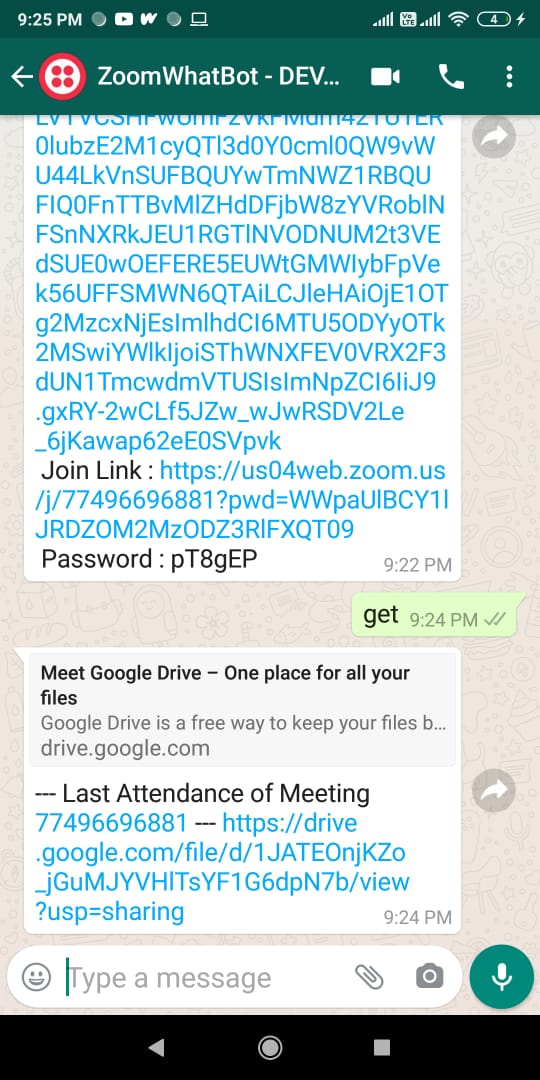 9:25 PM
4
ZoomWhatBot - DEV...
0lubzE2M1cyQTl3d0Y0cml0QW9vW
U44LkVnSUFBQUYwTmNWZ1RBQU
FIQ0FnTTBvMlZHdDFjbW8zYVRoblN
FSnNXRkJEU1RGTlNVODNUM2t3VE
dSUE0wOEFERE5EUWtGMWIybFpVe
k56UFFSMWN6QTAiLCJleHAiOjE1OT
g2MzcxNjEsImlhdCI6MTU5ODYyOTk
2MSwiYWlkIjoiSThWNXFEV0VRX2F3
dUN1TmcwdmVTUSIsImNpZCI6IiJ9
.gxRY-2wCLf5JZw_wJwRSDV2Le
_6jKawap62eE0SVpvk
Join Link : https://us04web.zoom.us
/j/77496696881?pwd=WWpaUlBCY1l
JRDZOM2MzODZ3RlFXQT09
Password : pT8gEP
9:22 PM
get 9:24 PM
Meet Google Drive – One place for all your
files
Google Drive is a free way to keep your files b...
drive.google.com
--- Last Attendance of Meeting
77496696881 --- https://drive
.google.com/file/d/1JATEOnjKZo
_jGuMJYVHlTsYF1G6dpN7b/view
?usp=sharing
9:24 PM
Type a message